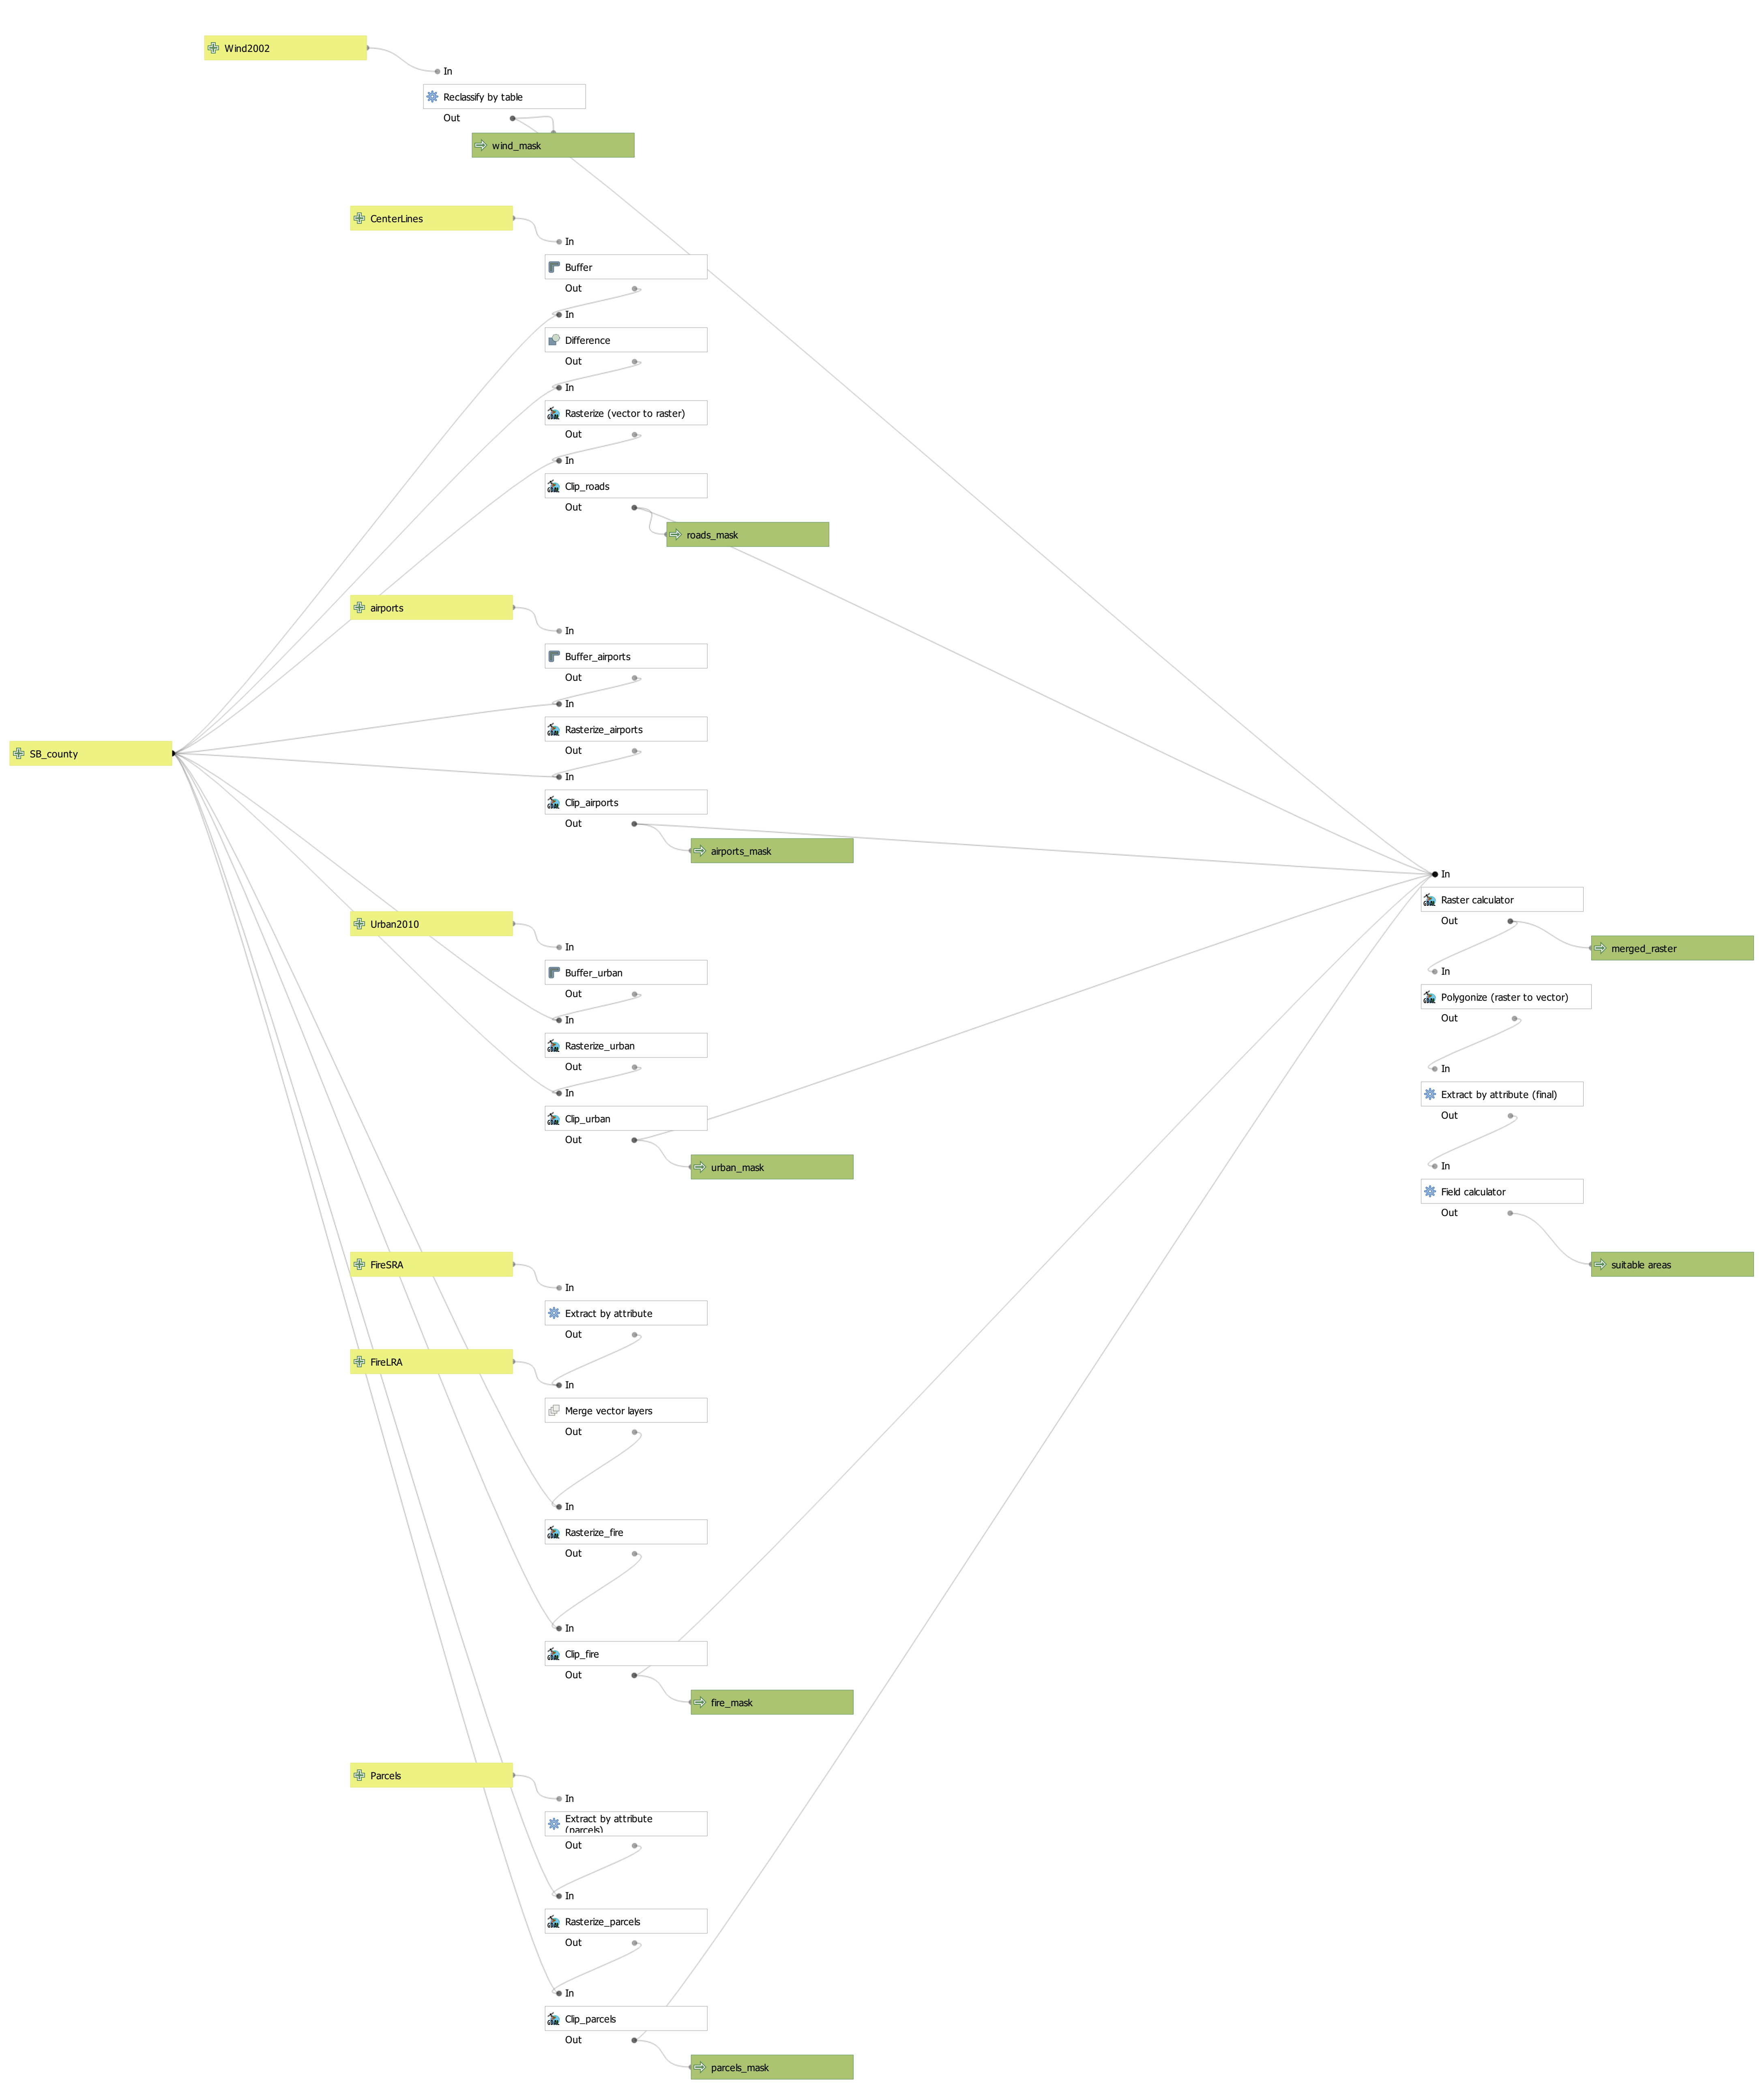 Wind2002
In
Reclassify by table
Out
wind_mask
CenterLines
In
Buffer
Out
In
Difference
Out
In
Rasterize (vector to raster)
Out
In
Clip_roads
Out
roads_mask
airports
In
Buffer_airports
Out
In
Rasterize_airports
Out
In
Clip_airports
Out
airports_mask
SB_county
Urban2010
In
Buffer_urban
Out
In
Rasterize_urban
Out
In
Clip_urban
Out
urban_mask
FireSRA
In
Extract by attribute
Out
FireLRA
In
Merge vector layers
Out
In
Rasterize_fire
Out
In
Clip_fire
Out
fire_mask
Parcels
In
Extract by attribute
(parcels)
Out
In
Rasterize_parcels
Out
In
Clip_parcels
Out
parcels_mask
In
Raster calculator
Out
merged_raster
In
Polygonize (raster to vector)
Out
In
Extract by attribute (final)
Out
In
Field calculator
Out
suitable areas